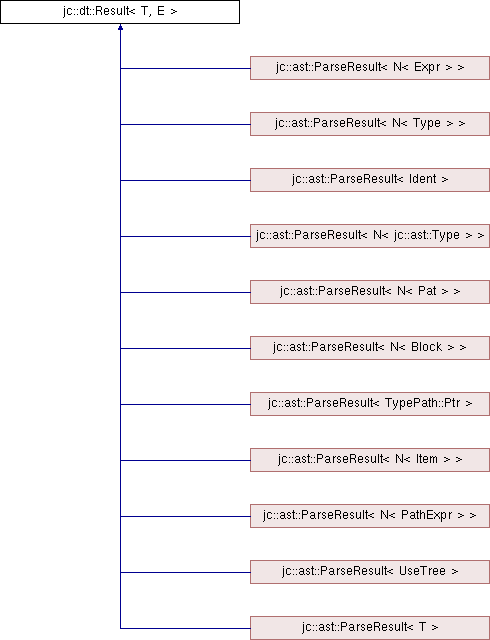 jc::dt::Result< T, E >
jc::ast::ParseResult< N< Expr > >
jc::ast::ParseResult< N< Type > >
jc::ast::ParseResult< Ident >
jc::ast::ParseResult< N< jc::ast::Type > >
jc::ast::ParseResult< N< Pat > >
jc::ast::ParseResult< N< Block > >
jc::ast::ParseResult< TypePath::Ptr >
jc::ast::ParseResult< N< Item > >
jc::ast::ParseResult< N< PathExpr > >
jc::ast::ParseResult< UseTree >
jc::ast::ParseResult< T >